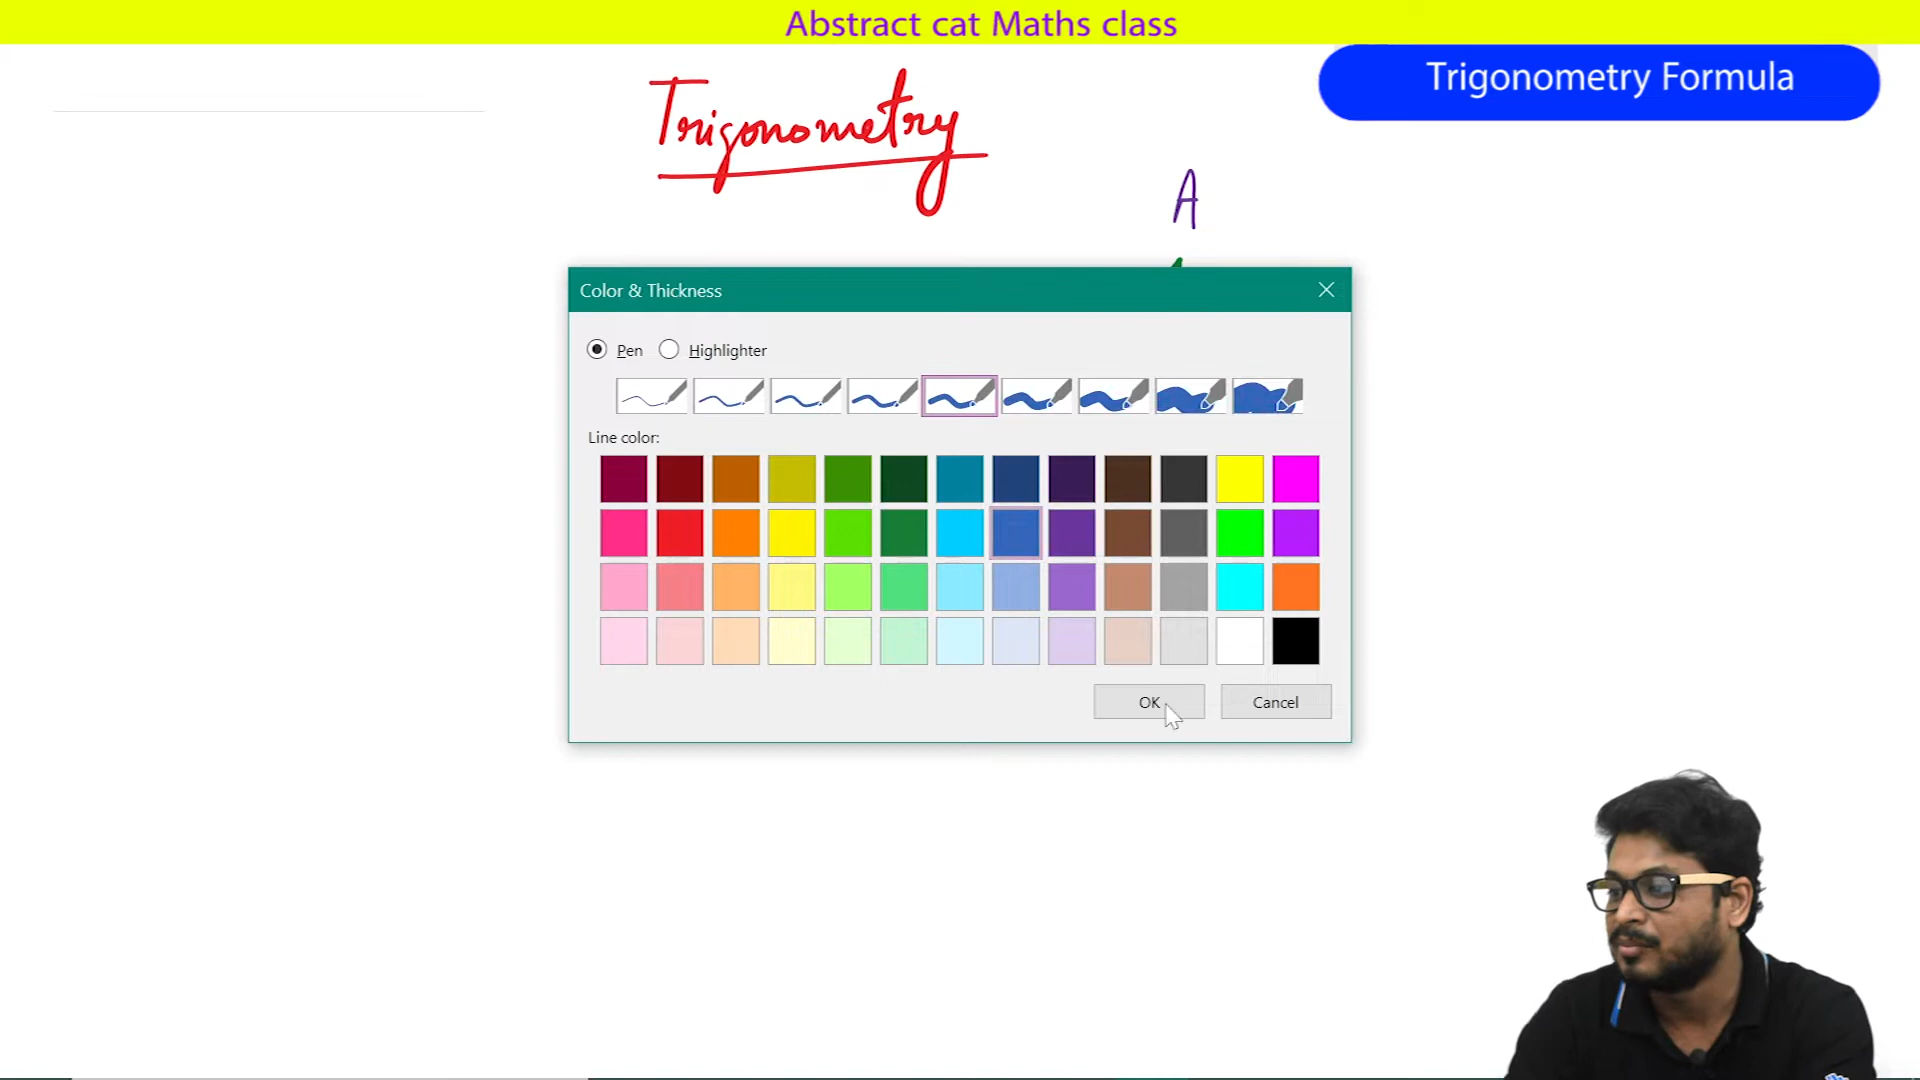 Abstract cat Maths class
Trigonometry Formula
Trigonometry
A
Color & Thickness
Pen Highlighter
Line color:
OK Cancel